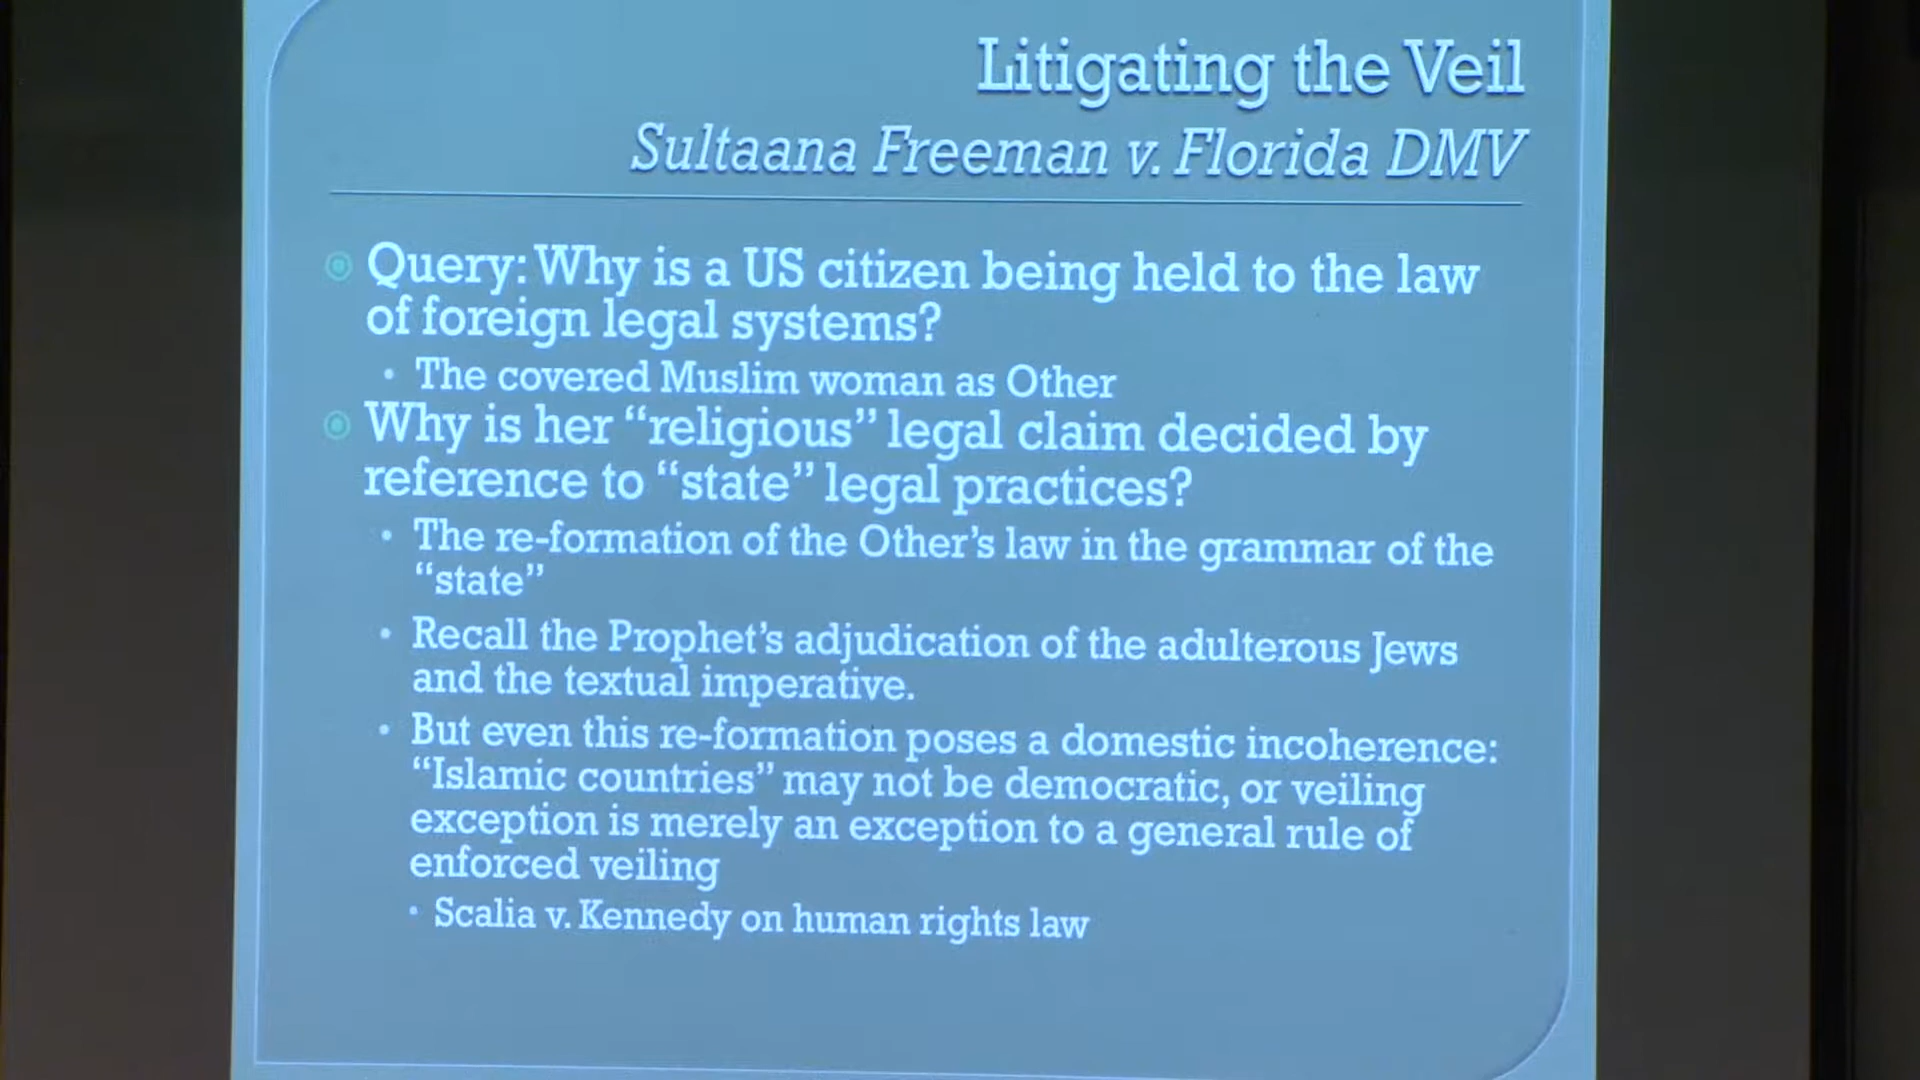 Litigating the Veil
Sultaana Freeman v. Florida DMV
Query: Why is a US citizen being held to the law
of foreign legal systems?
• The covered Muslim woman as Other
Why is her “religious” legal claim decided by
reference to “state” legal practices?
• The re-formation of the Other’s law in the grammar of the
“state”
• Recall the Prophet’s adjudication of the adulterous Jews
and the textual imperative.
• But even this re-formation poses a domestic incoherence:
“Islamic countries” may not be democratic, or veiling
exception is merely an exception to a general rule of
enforced veiling
• Scalia v. Kennedy on human rights law